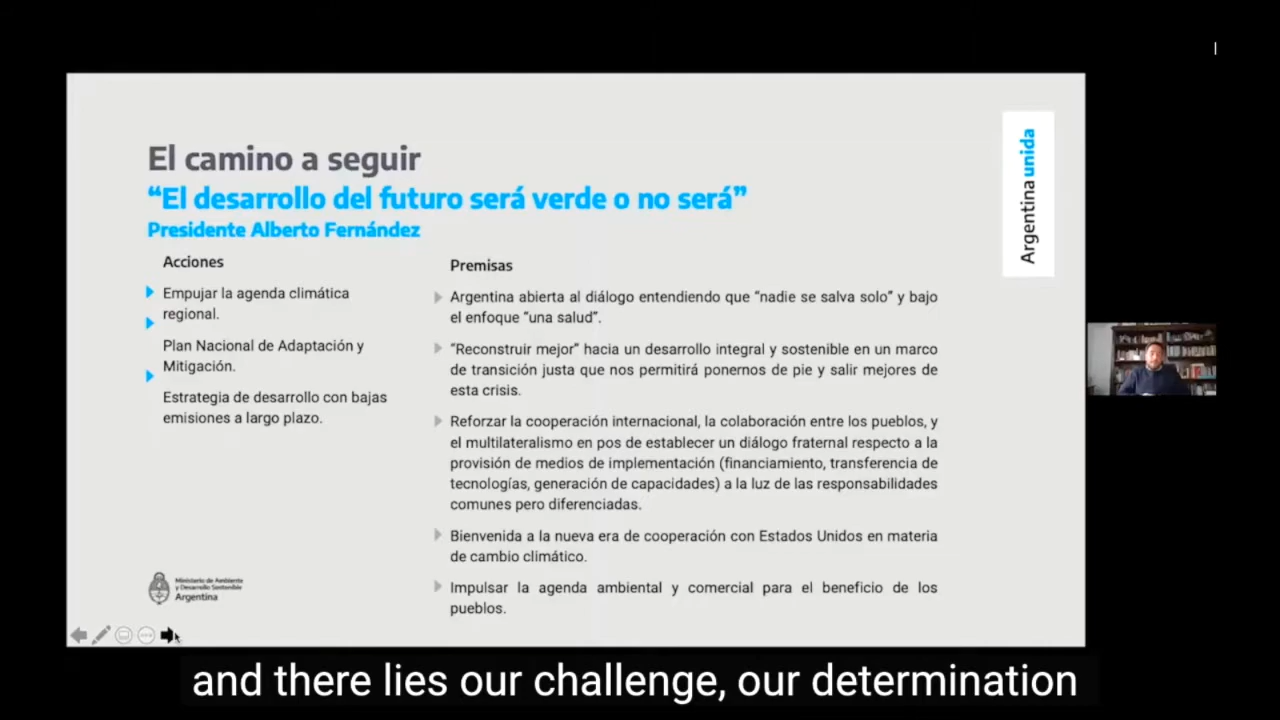 El camino a seguir
“El desarrollo del futuro será verde o no será”
Presidente Alberto Fernández
Acciones
Empujar la agenda climática
regional.
Plan Nacional de Adaptación y
Mitigación.
Estrategia de desarrollo con bajas
emisiones a largo plazo.
Premisas
Argentina abierta al diálogo entendiendo que “nadie se salva solo” y bajo
el enfoque “una salud”.
“Reconstruir mejor” hacia un desarrollo integral y sostenible en un marco
de transición justa que nos permitirá ponernos de pie y salir mejores de
esta crisis.
Reforzar la cooperación internacional, la colaboración entre los pueblos, y
el multilateralismo en pos de establecer un diálogo fraternal respecto a la
provisión de medios de implementación (financiamiento, transferencia de
tecnologías, generación de capacidades) a la luz de las responsabilidades
comunes pero diferenciadas.
Bienvenida a la nueva era de cooperación con Estados Unidos en materia
de cambio climático.
Impulsar la agenda ambiental y comercial para el beneficio de los
pueblos.
Argentina unida
Ministerio de Ambiente
y Desarrollo Sostenible
Argentina
and there lies our challenge, our determination